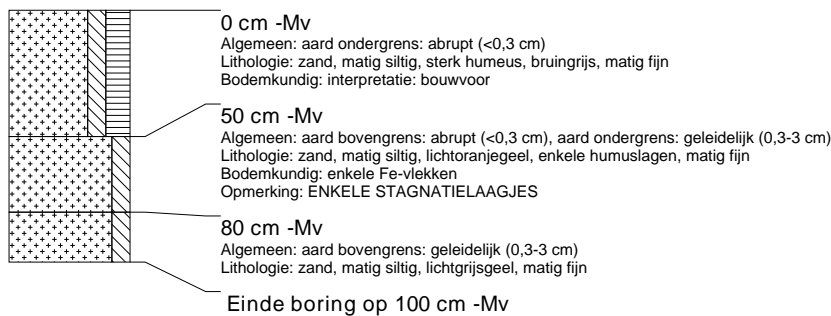 0 cm -Mv
Algemeen: aard ondergrens: abrupt (<0,3 cm)
Lithologie: zand, matig siltig, sterk humeus, bruingrijs, matig fijn
Bodemkundig: interpretatie: bouwvoor
50 cm -Mv
Algemeen: aard bovengrens: abrupt (<0,3 cm), aard ondergrens: geleidelijk (0,3-3 cm)
Lithologie: zand, matig siltig, lichtoranjegeel, enkele humuslagen, matig fijn
Bodemkundig: enkele Fe-vlekken
Opmerking: ENKELE STAGNATIELAAGJES
80 cm -Mv
Algemeen: aard bovengrens: geleidelijk (0,3-3 cm)
Lithologie: zand, matig siltig, lichtgrijsgeel, matig fijn
Einde boring op 100 cm -Mv